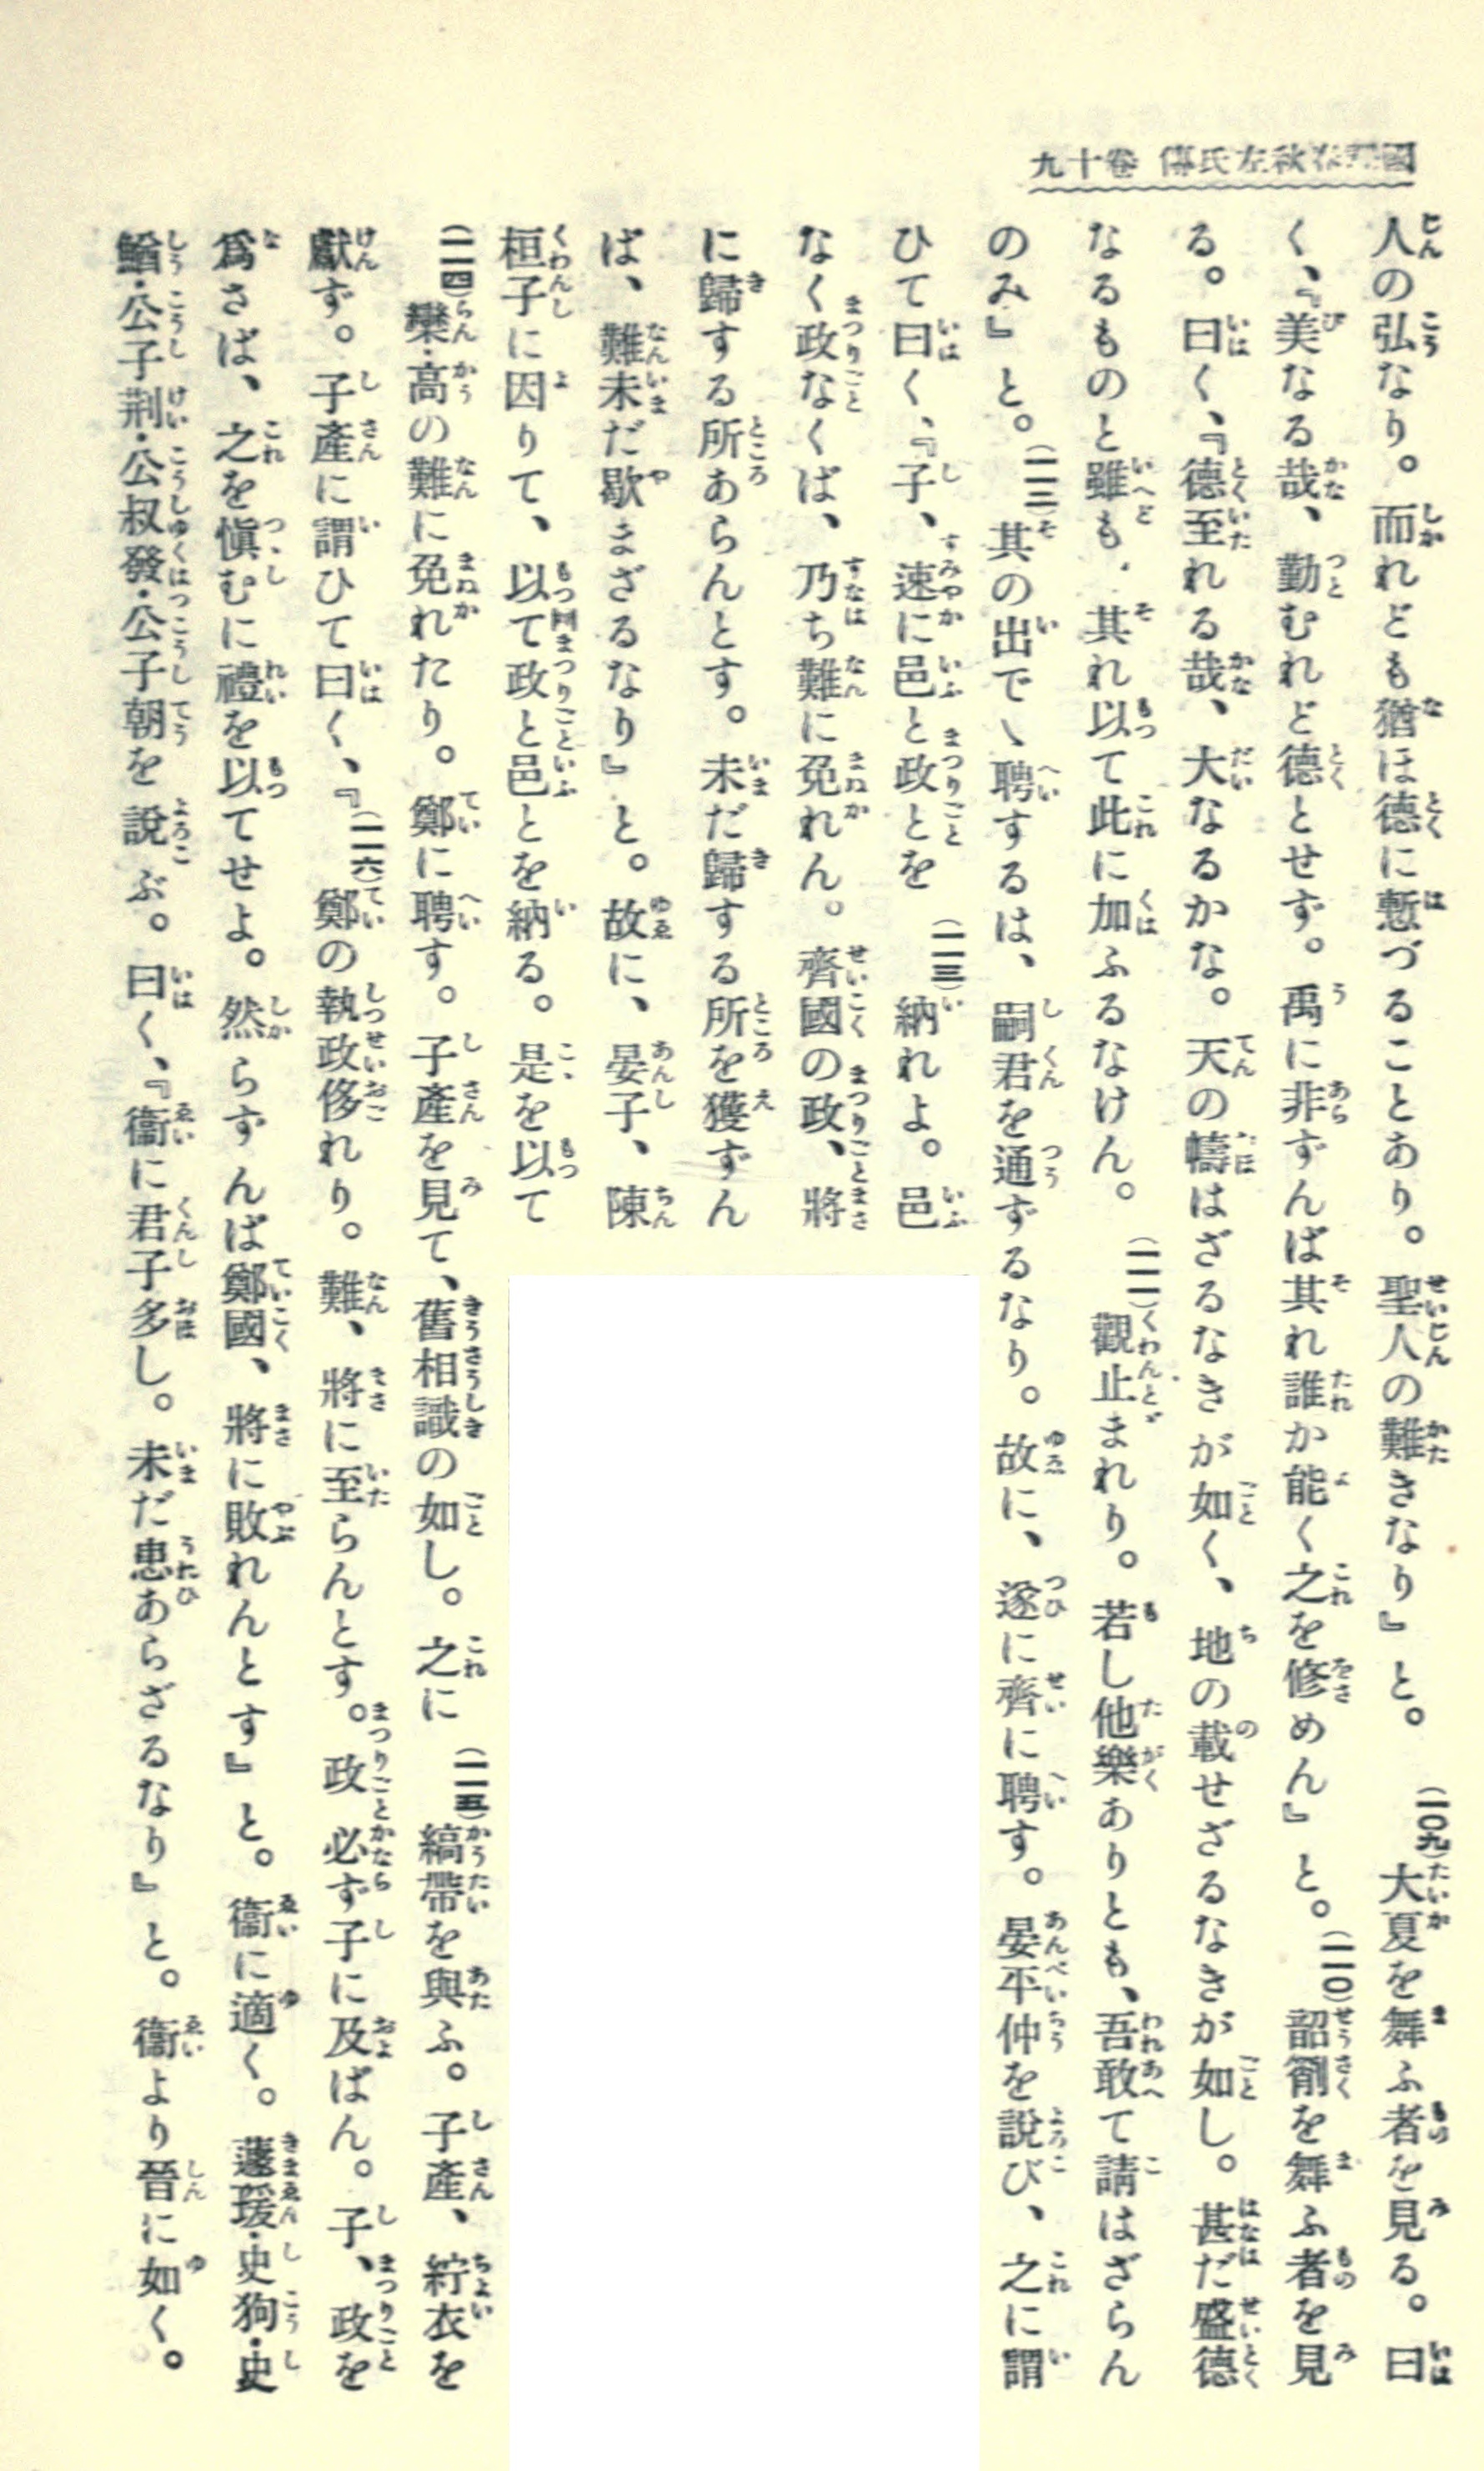 國譯春秋左氏傳 卷十九
人の弘なり。而れども猶ほ德に慙づることあり。聖人の難きなり』と。(一〇九)大夏を舞ふ者を見る。曰
く、『美なる哉、勤むれど德とせず。禹に非ずんば其れ誰か能く之を修めん』と。(一一〇)韶箾を舞ふ者を見
る。曰く、『德至れる哉、大なるかな。天の幬はざるなきが如く、地の載せざるなきが如し。甚だ盛德
なるものと雖も、其れ以て此に加ふるなけん。(一一一)觀止まれり。若し他樂ありとも、吾敢て請はざらん
のみ』と。(一一二)其の出でゝ聘するは、嗣君を通ずるなり。故に、遂に齊に聘す。晏平仲を說び、之に謂
ひて曰く、『子、速に邑と政とを(一一三)納れよ。邑
なく政なくば、乃ち難に免れん。齊國の政、將
に歸する所あらんとす。未だ歸する所を獲ずん
ば、難未だ歇まざるなり』と。故に、晏子、陳
桓子に因りて、以て政と邑とを納る。是を以て
(一一四)欒・高の難に免れたり。鄭に聘す。子產を見て、舊相識の如し。之に(一一五)縞帶を與ふ。子產、紵衣を
獻ず。子產に謂ひて曰く、『(一一六)鄭の執政侈れり。難、將に至らんとす。政必ず子に及ばん。子、政を
爲さば、之を愼むに禮を以てせよ。然らずんば鄭國、將に敗れんとす』と。衞に適く。蘧瑗・史狗・史
鰌・公子荆・公叔發・公子朝を說ぶ。曰く、『衞に君子多し。未だ患あらざるなり』と。衞より晉に如く。